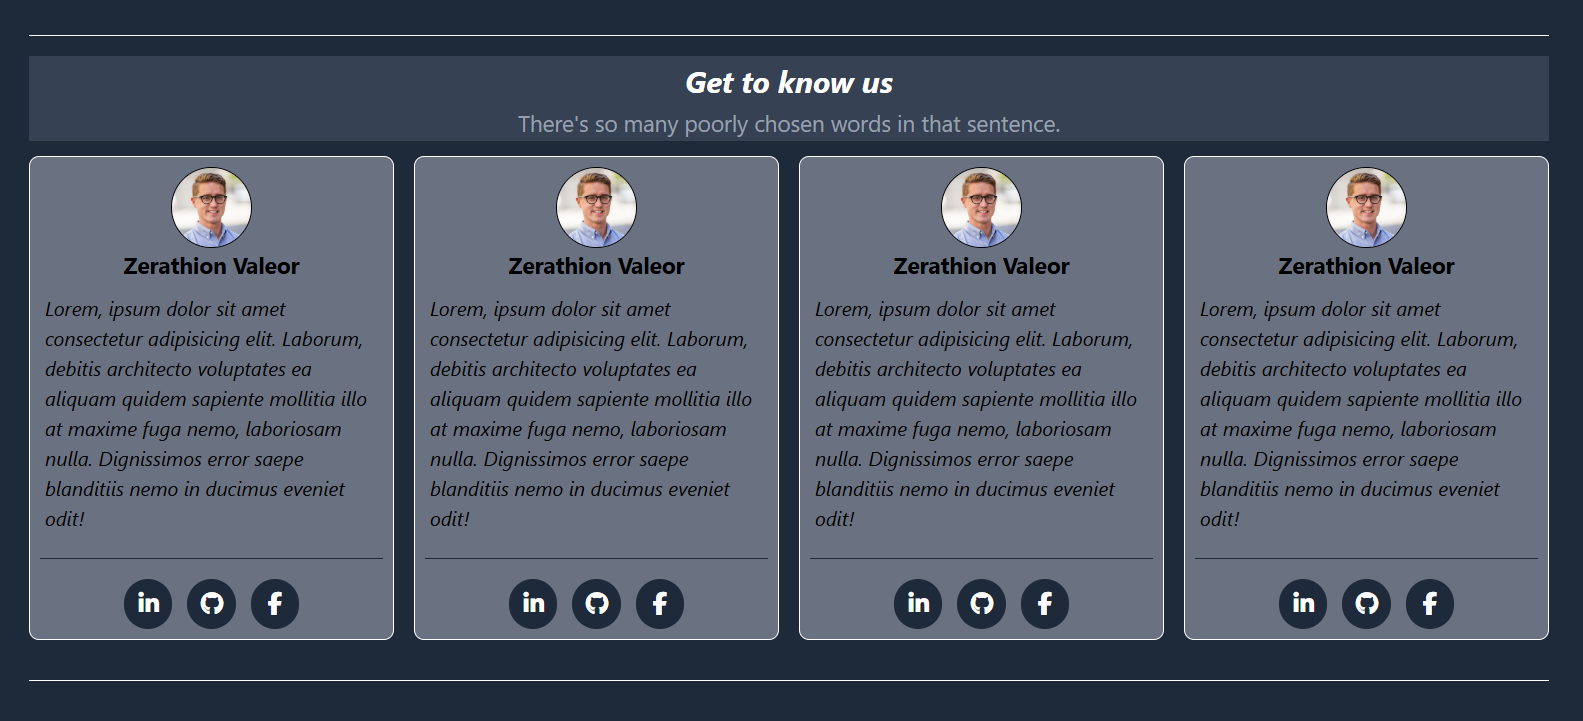 Get to know us
There's so many poorly chosen words in that sentence.
Zerathion Valeor
Lorem, ipsum dolor sit amet
consectetur adipisicing elit. Laborum,
debitis architecto voluptates ea
aliquam quidem sapiente mollitia illo
at maxime fuga nemo, laboriosam
nulla. Dignissimos error saepe
blanditiis nemo in ducimus eveniet
odit!
in
f
Zerathion Valeor
Lorem, ipsum dolor sit amet
consectetur adipisicing elit. Laborum,
debitis architecto voluptates ea
aliquam quidem sapiente mollitia illo
at maxime fuga nemo, laboriosam
nulla. Dignissimos error saepe
blanditiis nemo in ducimus eveniet
odit!
in
f
Zerathion Valeor
Lorem, ipsum dolor sit amet
consectetur adipisicing elit. Laborum,
debitis architecto voluptates ea
aliquam quidem sapiente mollitia illo
at maxime fuga nemo, laboriosam
nulla. Dignissimos error saepe
blanditiis nemo in ducimus eveniet
odit!
in
f
Zerathion Valeor
Lorem, ipsum dolor sit amet
consectetur adipisicing elit. Laborum,
debitis architecto voluptates ea
aliquam quidem sapiente mollitia illo
at maxime fuga nemo, laboriosam
nulla. Dignissimos error saepe
blanditiis nemo in ducimus eveniet
odit!
in
f